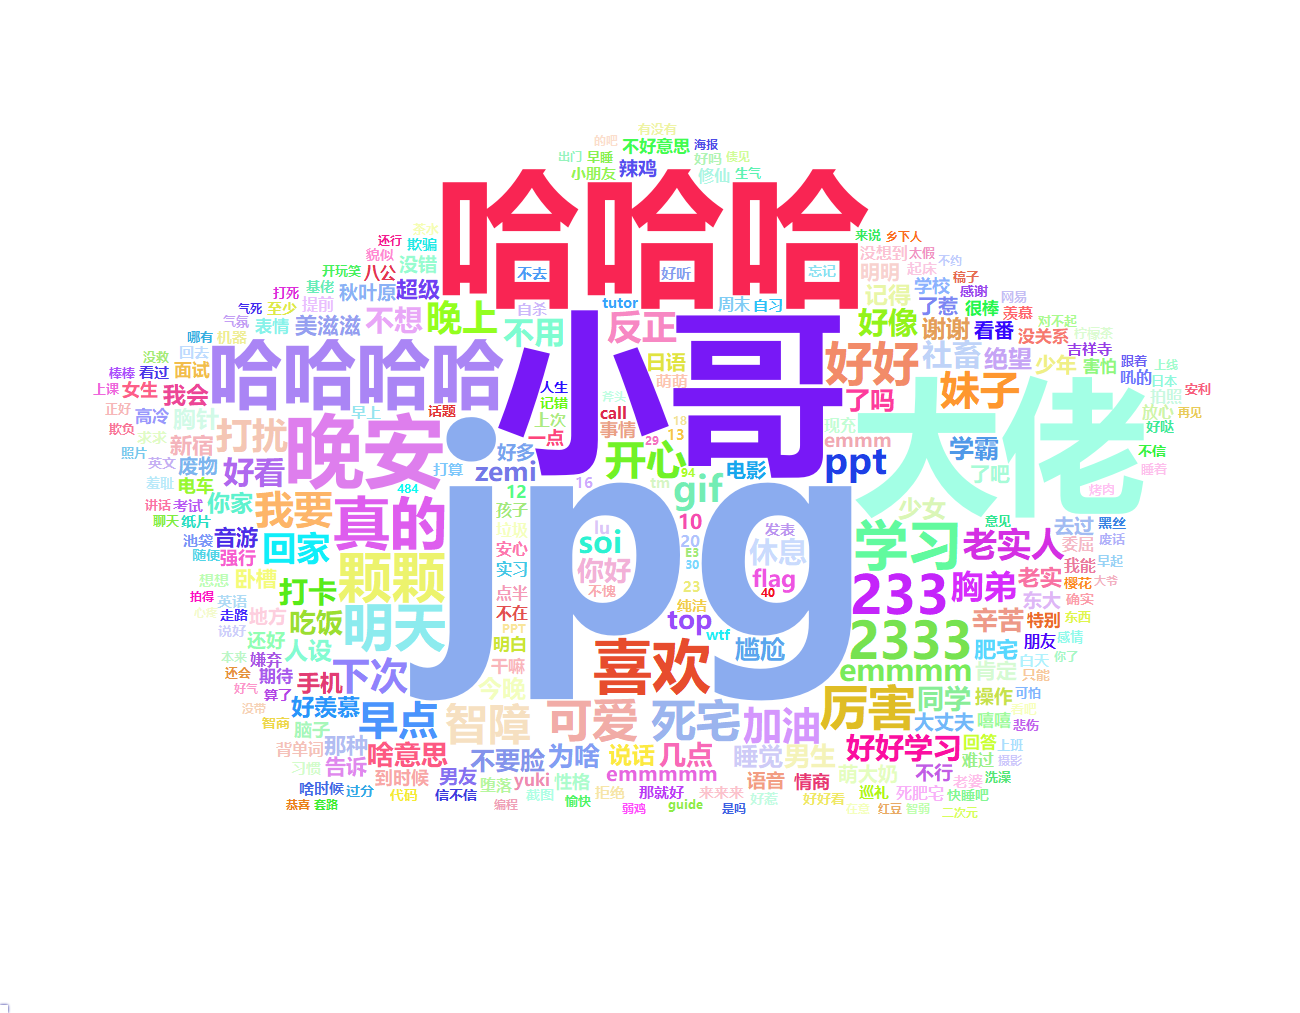 有没有
的吧 不好意思 海报
出门 早睡 辣鸡 好吗
小朋友 修仙 生气
哈哈哈
茶水 来说 乡下人
还行 欺骗 没想到 太假 不约
貌似 没错 不去 好听 忘记 明明 起床 稿子
开玩笑 八公 学校 感谢 网易
基佬 秋叶原 超级 记得 了惹 很棒 羡慕
打死 提前 tutor 周末 自习
气死 至少 不想 晚上 自杀 反正 好像 谢谢 看番 没关系 对不起
气氛 表情 美滋滋 不用 小哥 柠檬茶
哪有 机器 哈哈哈哈 日语 好好 社畜 绝望 少年 害怕 吉祥寺
没救 回去 跟着 上线
棒棒 看过 面试 萌萌 妹子 吼的 日本
上课 女生 我会 人生 了吗 大佬 拍照 安利
正好 高冷 胸针 早上 话题 记错 call 放心 再见
欺负 打扰 晚安 上次 事情 18 现充 好哒
求求 新宿 一点 29 13 emmm 学霸 不信
照片 好看 好多 开心
英文 废物 打算 zemi 94 电影 ppt 了吧 睡着
羞耻 电车 484 16 tm gif 烤肉
讲话 考试 你家 我要 真的 12 jpg 少女
聊天 纸片 孩子 10 发表 意见 去过 黑丝
音游 垃圾 lu 学习 老实人
池袋 回家 安心 soi 20 休息 委屈 废话
随便 强行 颗颗 E3 我能 早起
想想 卧槽 实习 你好 30 flag 233 胸弟 老实 樱花 大爷
拍得 英语 打卡 点半 不愧 23 40 东大 确实
走路 地方 吃饭 明天 不在 纯洁 辛苦 特别 东西
说好 PPT top 2333 朋友 感情
还好 人设 明白 wtf 尴尬 肥宅
本来 嫌弃 下次 干嘛 喜欢 emmmm 肯定 白天 你了
还会 期待 手机 今晚 只能
好气 算了 厉害 同学 操作 可怕
没带 好羡慕 早点 智障 可爱 死宅 加油 大丈夫 嘻嘻
智商 脑子 悲伤
背单词 那种 啥意思 不要脸 为啥 说话 几点 睡觉 男生 好好学习 回答 上班
习惯 告诉 到时候 男友 yuki 性格 emmmmm 语音 情商 萌大奶 不行 难过 摄影
啥时候 过分 堕落 老婆 洗澡
代码 信不信 截图 愉快 拒绝 那就好 来来来 好惹 好好看 巡礼 死肥宅 快睡吧
恭喜 套路 编程 弱鸡 guide 是吗 红豆 智弱 二次元